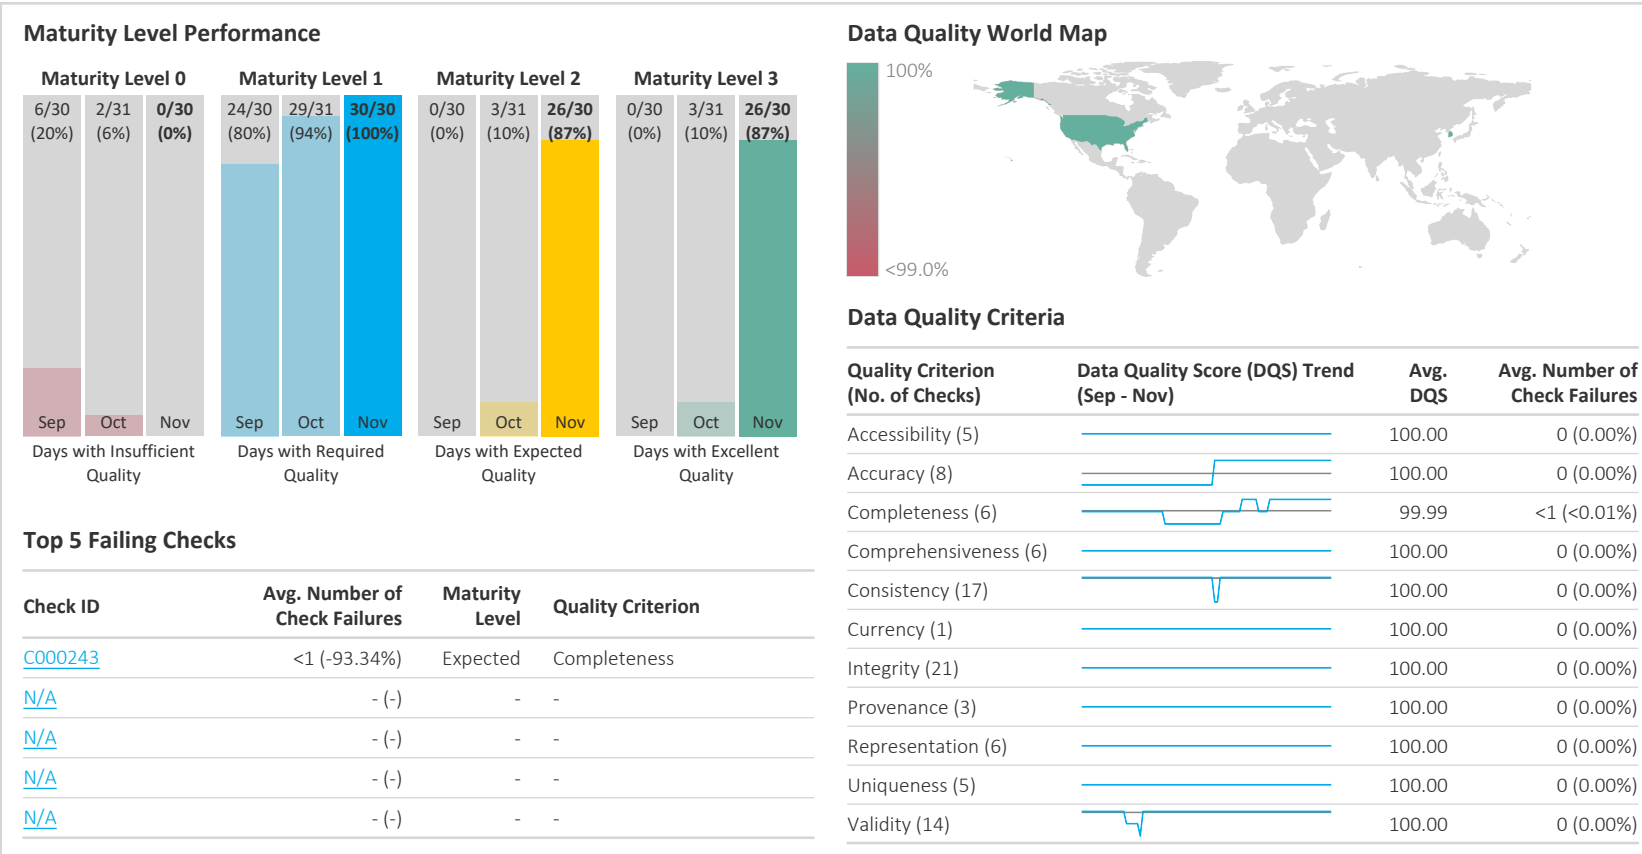 Maturity Level Performance
Maturity Level 0
Maturity Level 1
Maturity Level 2
Maturity Level 3
6/30
2/31
0/30
24/30
29/31
30/30
0/30
3/31
26/30
0/30
3/31
26/30
(20%)
(6%)
(0%)
(80%)
(94%)
(100%)
(0%)
(10%)
(87%)
(0%)
(10%)
(87%)
Sep
Oct
Nov
Sep
Oct
Nov
Sep
Oct
Nov
Sep
Oct
Nov
Days with Insufficient
Quality
Days with Required
Quality
Days with Expected
Quality
Days with Excellent
Quality
Top 5 Failing Checks
Check ID
Avg. Number of
Check Failures
Maturity
Level
Quality Criterion
C000243 <1 (-93.34%) Expected Completeness
N/A - (-) - -
N/A - (-) - -
N/A - (-) - -
N/A - (-) - -
Data Quality World Map
100%
<99.0%
Data Quality Criteria
Quality Criterion
(No. of Checks)
Data Quality Score (DQS) Trend
(Sep - Nov)
Avg.
DQS
Avg. Number of
Check Failures
Accessibility (5) 100.00 0 (0.00%)
Accuracy (8) 100.00 0 (0.00%)
Completeness (6) 99.99 <1 (<0.01%)
Comprehensiveness (6) 100.00 0 (0.00%)
Consistency (17) 100.00 0 (0.00%)
Currency (1) 100.00 0 (0.00%)
Integrity (21) 100.00 0 (0.00%)
Provenance (3) 100.00 0 (0.00%)
Representation (6) 100.00 0 (0.00%)
Uniqueness (5) 100.00 0 (0.00%)
Validity (14) 100.00 0 (0.00%)